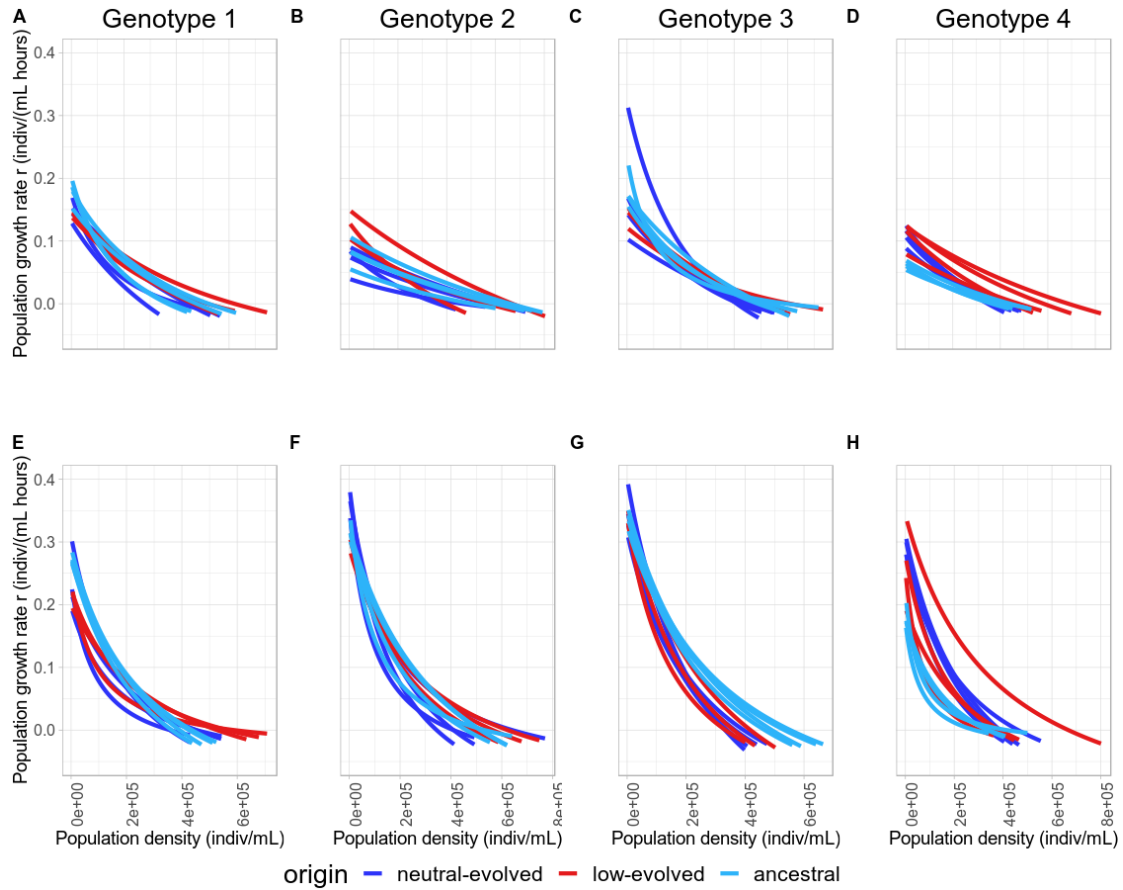 A Genotype 1 B Genotype 2 C Genotype 3 D Genotype 4
Population growth rate r (indiv/(mL hours)
0.4
0.3
0.2
0.1
0.0
E F G H
Population growth rate r (indiv/(mL hours)
0.4
0.3
0.2
0.1
0.0
0e+00 2e+05 4e+05 6e+05 0e+00 2e+05 4e+05 6e+05 8e+05 0e+00 2e+05 4e+05 6e+05 0e+00 2e+05 4e+05 6e+05 8e+05
Population density (indiv/mL) Population density (indiv/mL) Population density (indiv/mL) Population density (indiv/mL)
origin neutral-evolved low-evolved ancestral